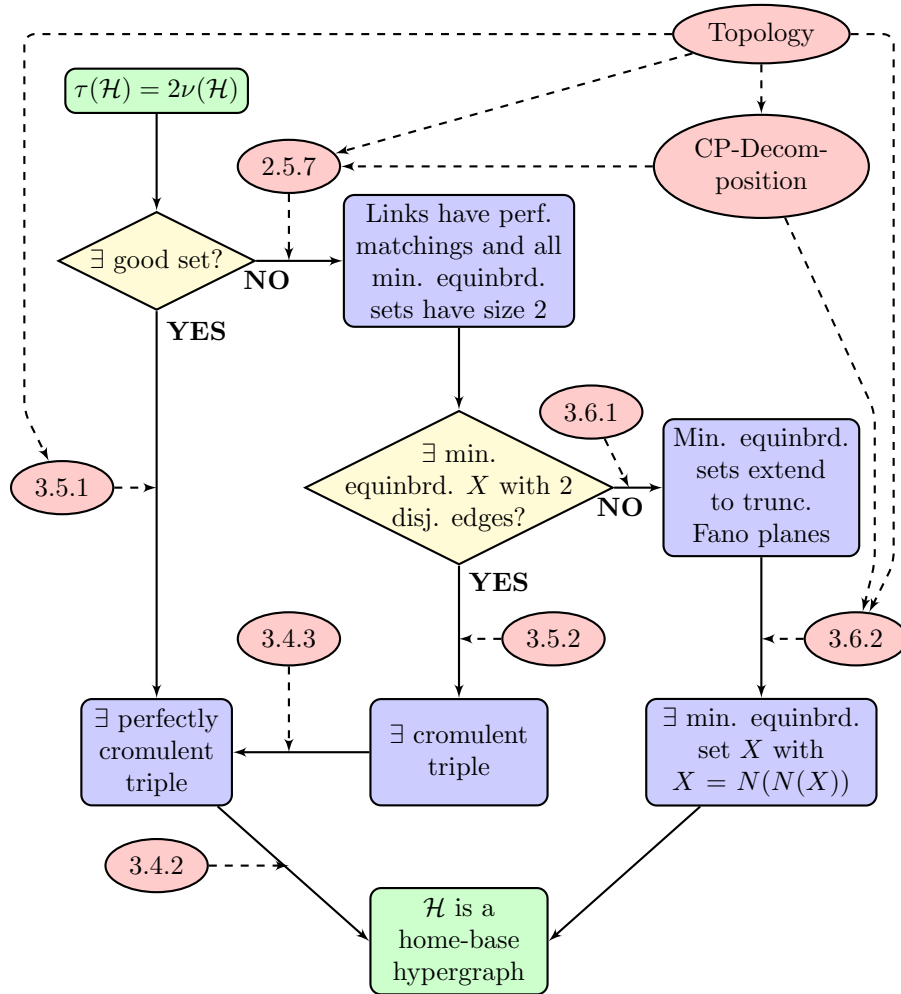 Topology
τ(ℋ) = 2ν(ℋ)
2.5.7
CP-Decom-
position
Links have perf.
matchings and all
min. equinbrd.
sets have size 2
∃ good set?
NO
YES
3.6.1
∃ min.
equinbrd. X with 2
disj. edges?
NO
YES
Min. equinbrd.
sets extend
to trunc.
Fano planes
3.5.1
3.4.3
3.5.2
3.6.2
∃ perfectly
cromulent
triple
∃ cromulent
triple
∃ min. equinbrd.
set X with
X = N(N(X))
3.4.2
ℋ is a
home-base
hypergraph